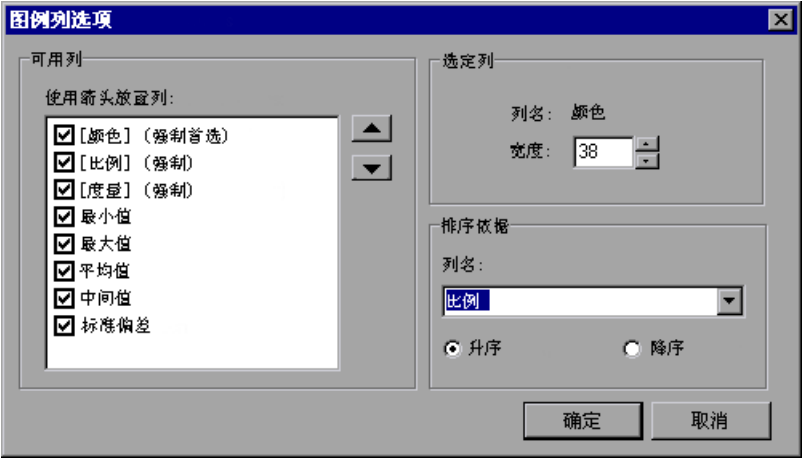 图例列选项
可用列
使用箭头放置列:
[颜色] (强制首选)
[比例] (强制)
[度量] (强制)
最小值
最大值
平均值
中间值
标准偏差
选定列
列名: 颜色
宽度: 38
排序依据
列名:
比例
升序 降序
确定 取消